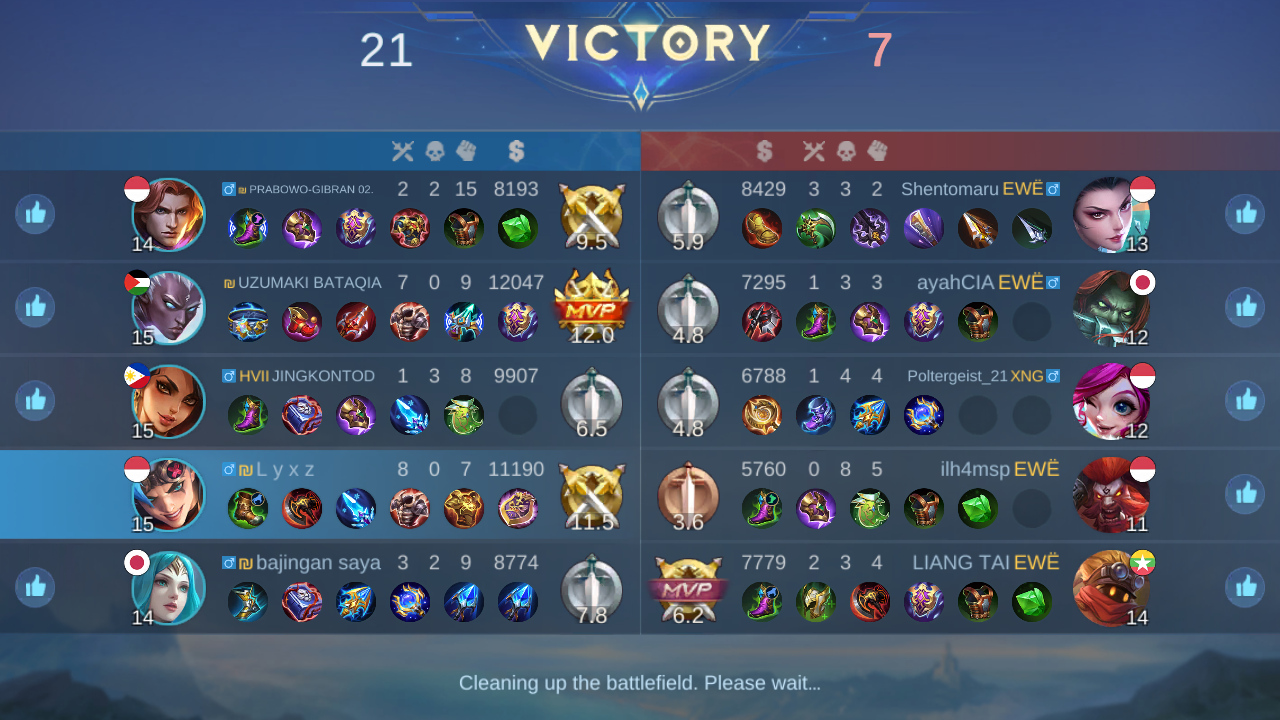 21 VICTORY 7
14 ₪ PRABOWO-GIBRAN 02. 2 2 15 8193 9.5
5.9 8429 3 3 2 Shentomaru EWË 13
15 ₪ UZUMAKI BATAQIA 7 0 9 12047 MVP 12.0
4.8 7295 1 3 3 ayahCIA EWË 12
15 HVII JINGKONTOD 1 3 8 9907 6.5
4.8 6788 1 4 4 Poltergeist_21 XNG 12
15 ₪ L y x z 8 0 7 11190 11.5
3.6 5760 0 8 5 ilh4msp EWË 11
14 ₪ bajingan saya 3 2 9 8774 7.8
MVP 6.2 7779 2 3 4 LIANG TAI EWË 14
Cleaning up the battlefield. Please wait...